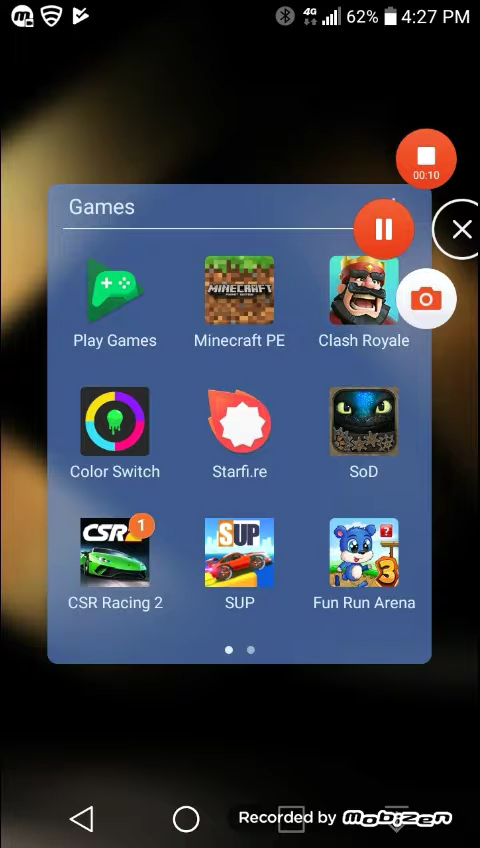 4G 62% 4:27 PM
00:10
Games
MINECRAFT
Play Games Minecraft PE Clash Royale
Color Switch Starfi.re SoD
CSR 2 1 SUP ? 3
CSR Racing 2 SUP Fun Run Arena
Recorded by Mobizen